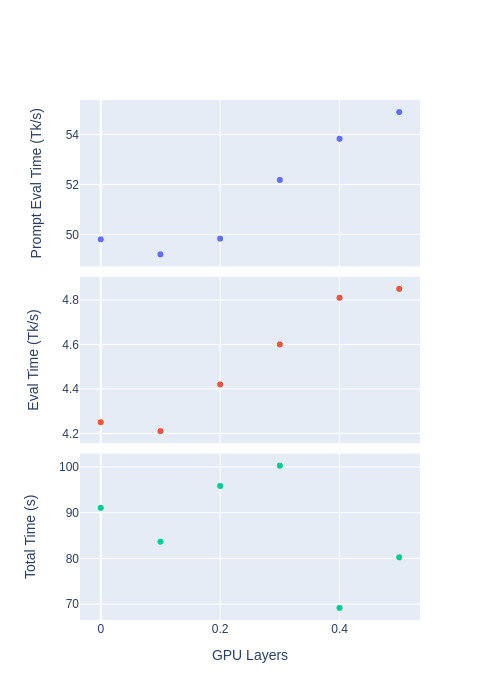 Prompt Eval Time (Tk/s)
54
52
50
Eval Time (Tk/s)
4.8
4.6
4.4
4.2
Total Time (s)
100
90
80
70
0 0.2 0.4
GPU Layers